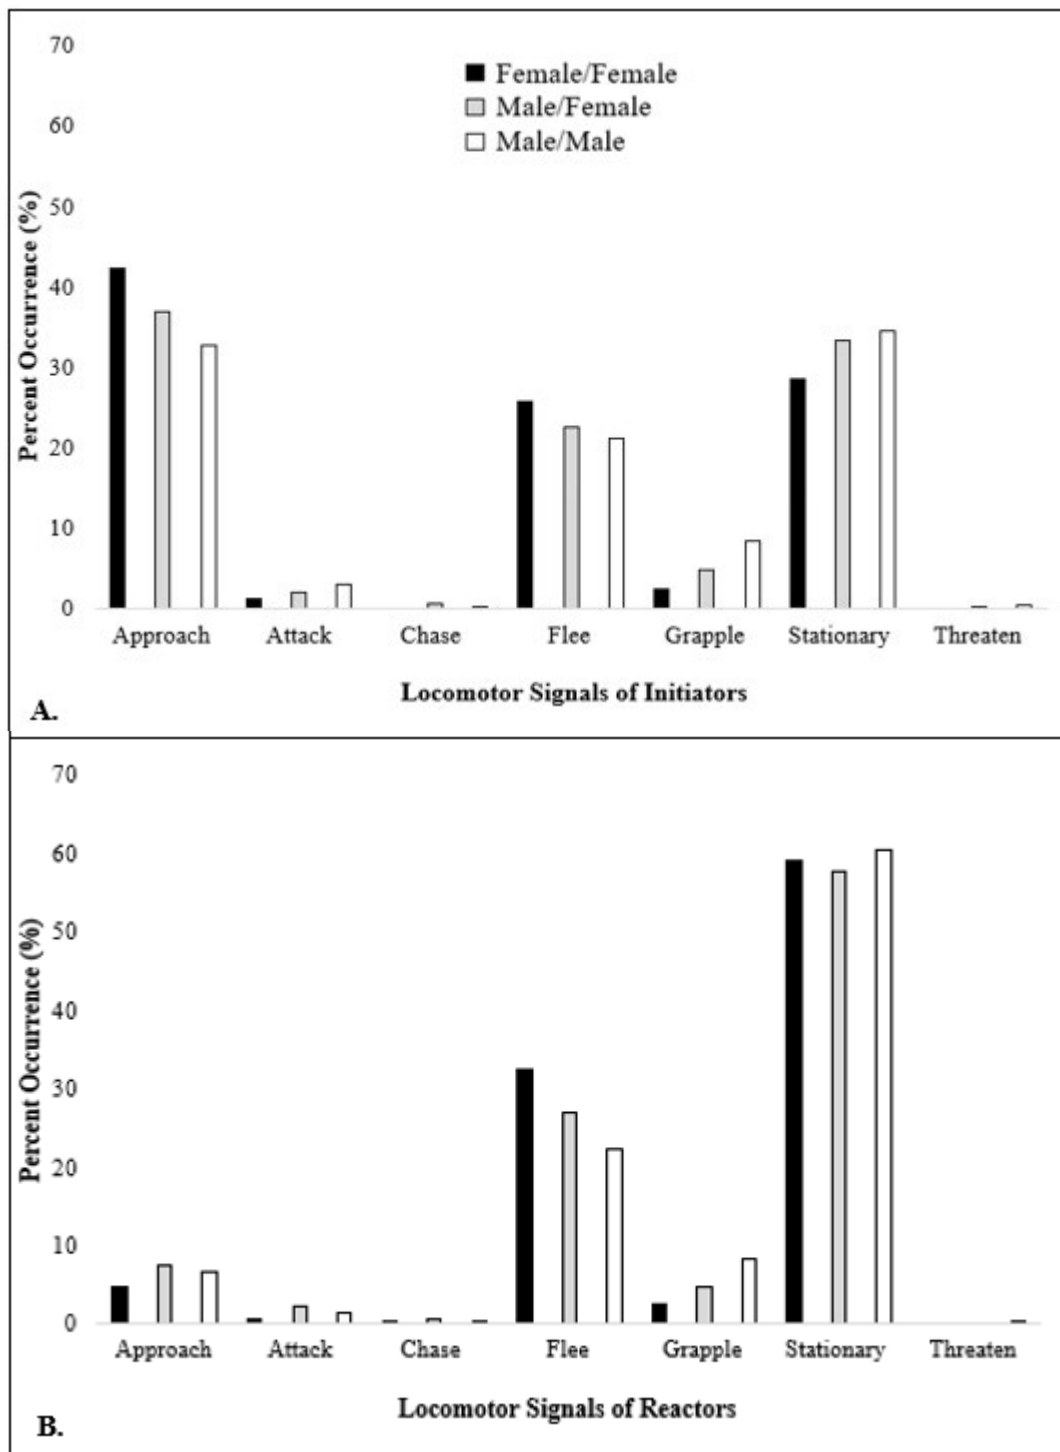 70
Female/Female
Male/Female
60
Male/Male
50
40
30
20
10
0
Percent Occurrence (%)
Approach Attack Chase Flee Grapple Stationary Threaten
Locomotor Signals of Initiators
A.
70
60
50
40
30
20
10
0
Percent Occurrence (%)
Approach Attack Chase Flee Grapple Stationary Threaten
Locomotor Signals of Reactors
B.